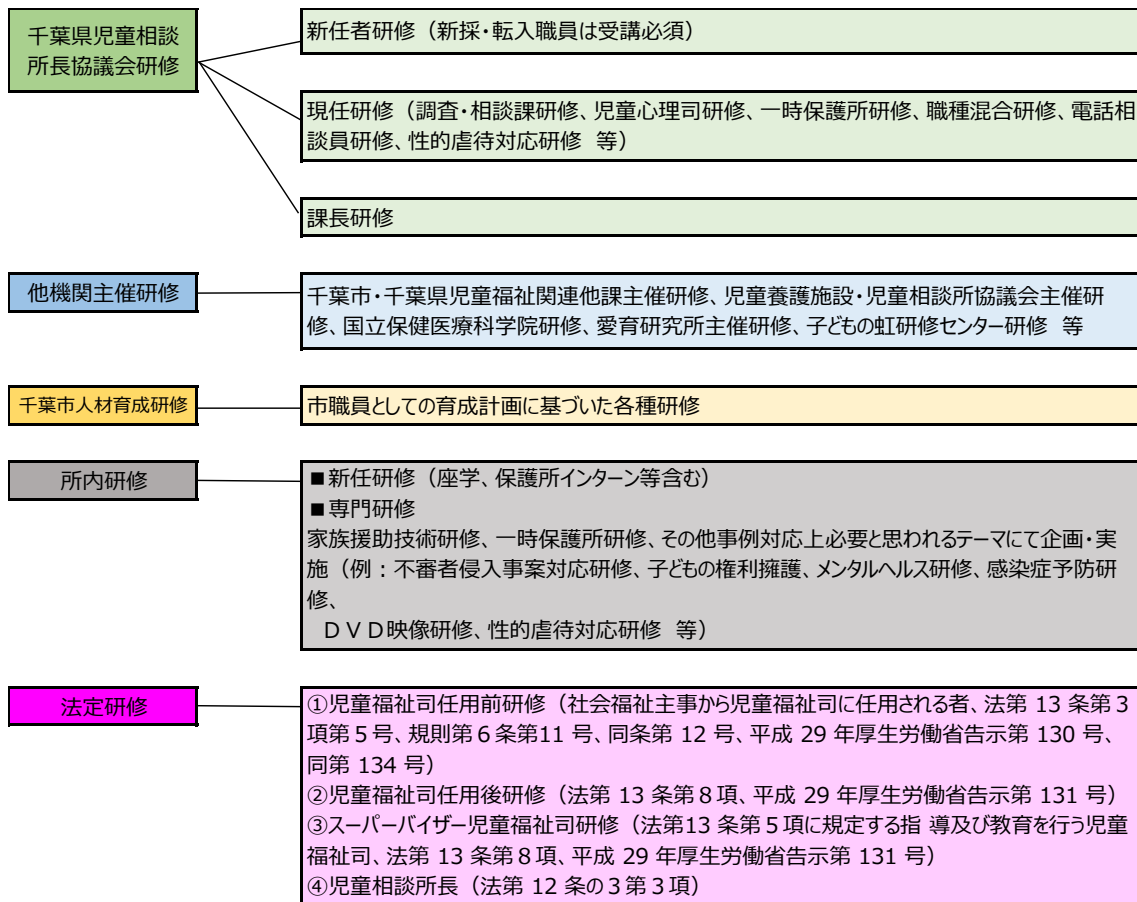 千葉県児童相談
所長協議会研修
新任者研修（新採・転入職員は受講必須）
現任研修（調査・相談課研修、児童心理司研修、一時保護所研修、職種混合研修、電話相
談員研修、性的虐待対応研修　等）
課長研修
他機関主催研修
千葉市・千葉県児童福祉関連他課主催研修、児童養護施設・児童相談所協議会主催研
修、国立保健医療科学院研修、愛育研究所主催研修、子どもの虹研修センター研修　等
千葉市人材育成研修
市職員としての育成計画に基づいた各種研修
所内研修
■新任研修（座学、保護所インターン等含む）
■専門研修
家族援助技術研修、一時保護所研修、その他事例対応上必要と思われるテーマにて企画・実
施（例：不審者侵入事案対応研修、子どもの権利擁護、メンタルヘルス研修、感染症予防研
修、
　ＤＶＤ映像研修、性的虐待対応研修　等）
法定研修
①児童福祉司任用前研修（社会福祉主事から児童福祉司に任用される者、法第 13 条第３
項第５号、規則第６条第11 号、同条第 12 号、平成 29 年厚生労働省告示第 130 号、
同第 134 号）
②児童福祉司任用後研修（法第 13 条第８項、平成 29 年厚生労働省告示第 131 号）
③スーパーバイザー児童福祉司研修（法第13 条第５項に規定する指 導及び教育を行う児童
福祉司、法第 13 条第８項、平成 29 年厚生労働省告示第 131 号）
④児童相談所長（法第 12 条の３第３項）